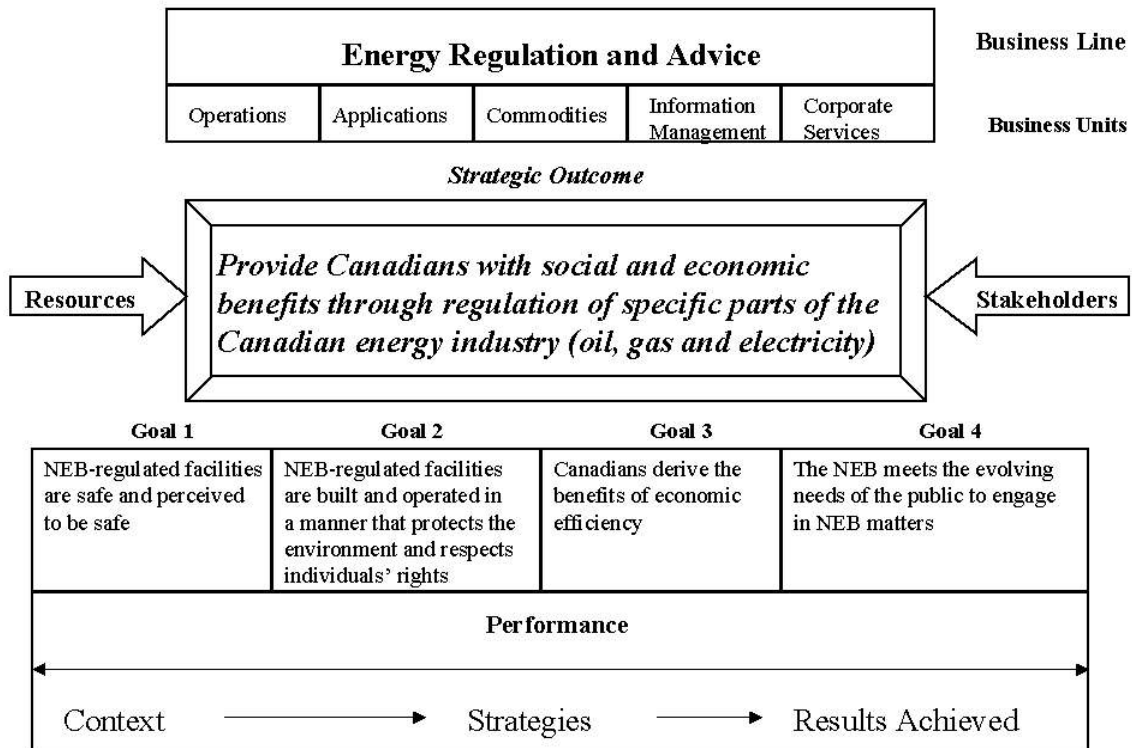 Energy Regulation and Advice
Business Line
Operations
Applications
Commodities
Information
Management
Corporate
Services
Business Units
Strategic Outcome
Provide Canadians with social and economic
benefits through regulation of specific parts of the
Canadian energy industry (oil, gas and electricity)
Resources
Stakeholders
Goal 1
Goal 2
Goal 3
Goal 4
NEB-regulated facilities
are safe and perceived
to be safe
NEB-regulated facilities
are built and operated in
a manner that protects the
environment and respects
individuals’ rights
Canadians derive the
benefits of economic
efficiency
The NEB meets the evolving
needs of the public to engage
in NEB matters
Performance
Context
Strategies
Results Achieved